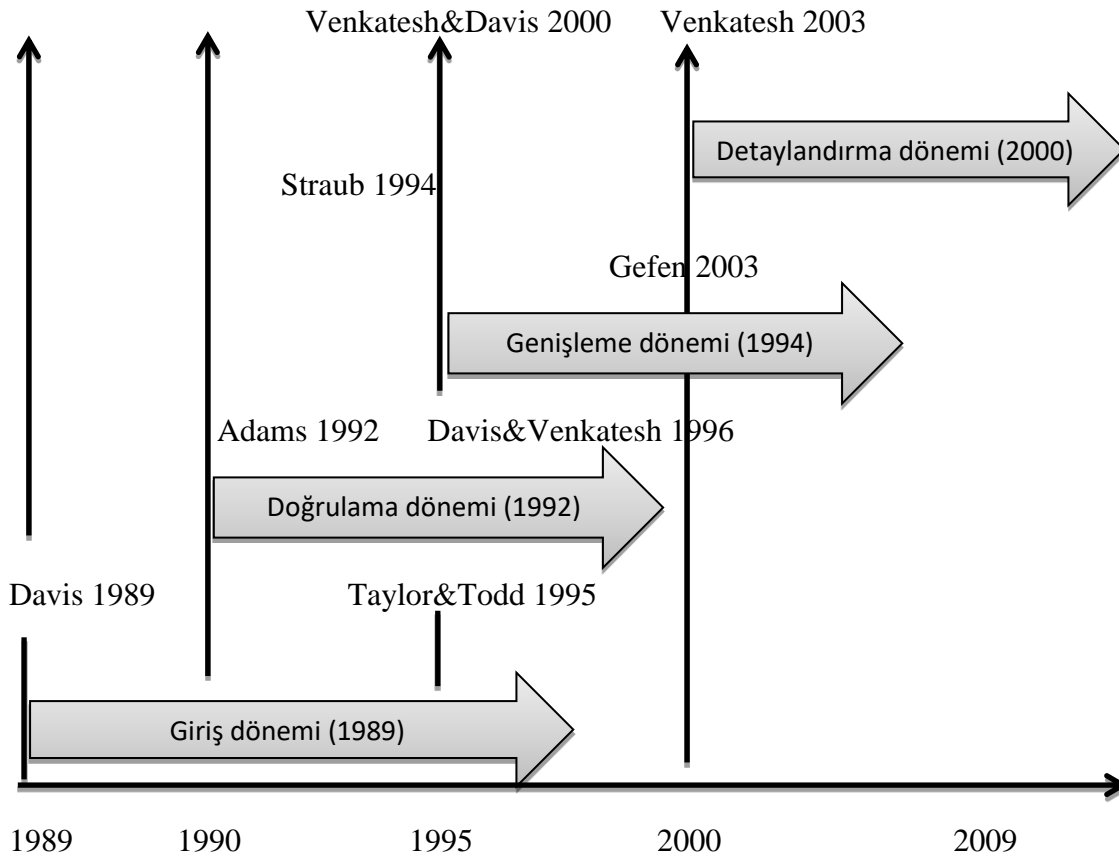 Venkatesh&Davis 2000 Venkatesh 2003
Detaylandırma dönemi (2000)
Straub 1994
Gefen 2003
Genişleme dönemi (1994)
Adams 1992 Davis&Venkatesh 1996
Doğrulama dönemi (1992)
Davis 1989 Taylor&Todd 1995
Giriş dönemi (1989)
1989 1990 1995 2000 2009